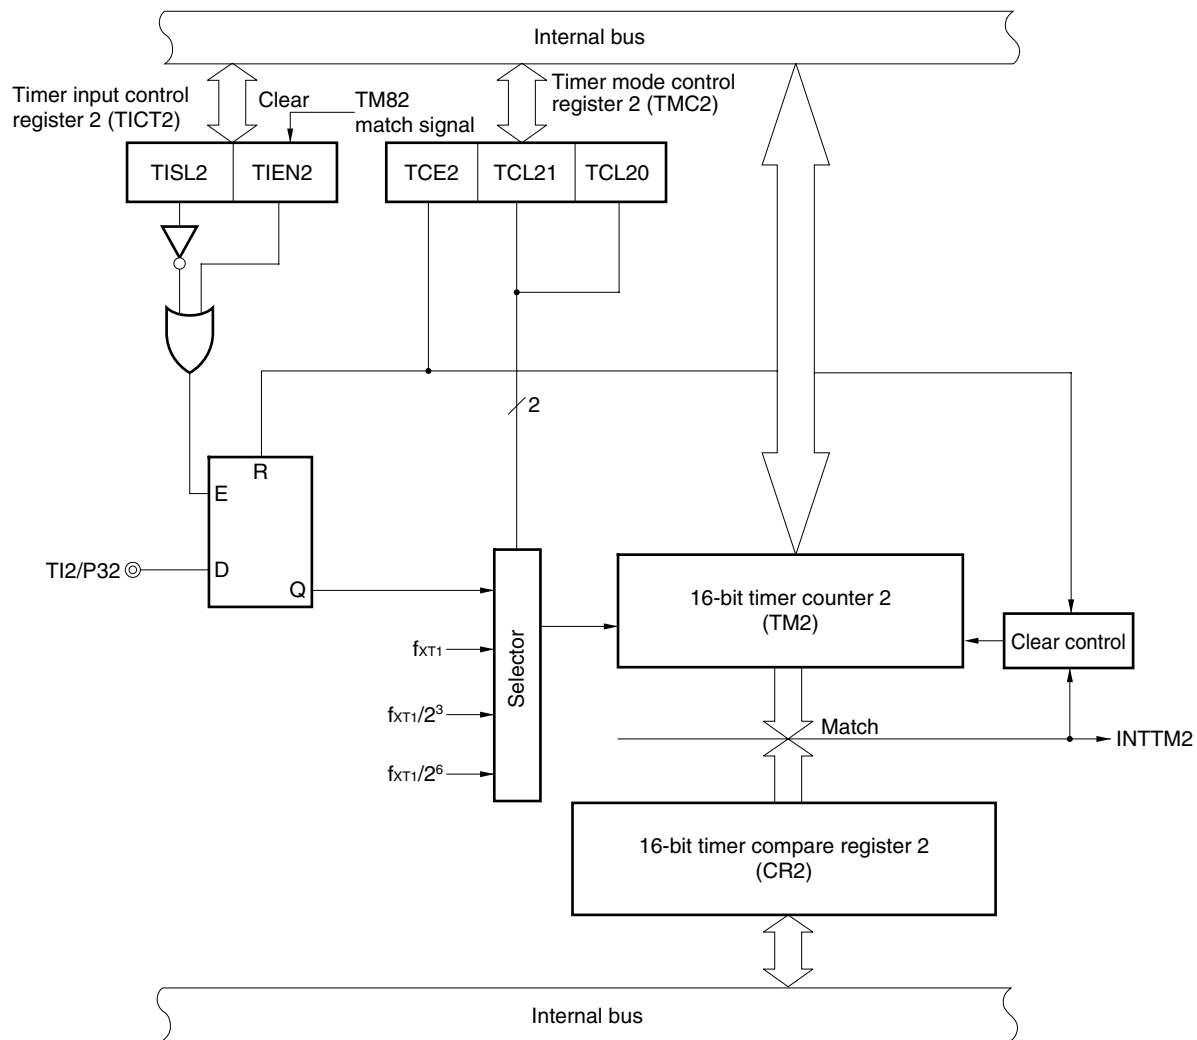 Internal bus
Timer input control
register 2 (TICT2)
Clear
TM82
match signal
Timer mode control
register 2 (TMC2)
TISL2
TIEN2
TCE2
TCL21
TCL20
2
R
E
D
Q
TI2/P32
Selector
fXT1
fXT1/2³
fXT1/2⁶
16-bit timer counter 2
(TM2)
Clear control
Match
INTTM2
16-bit timer compare register 2
(CR2)
Internal bus